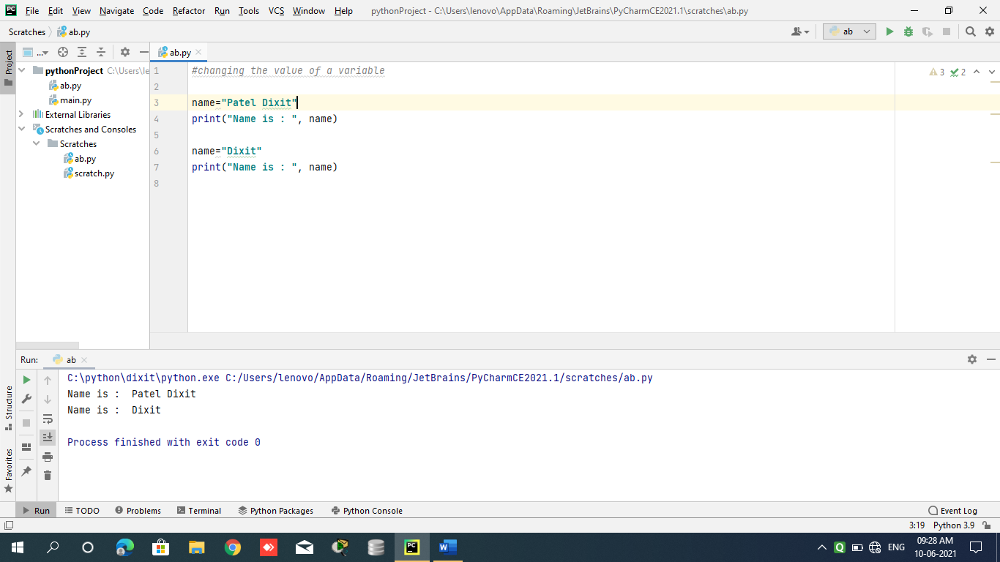 PC File Edit View Navigate Code Refactor Run Tools VCS Window Help pythonProject - C:\Users\lenovo\AppData\Roaming\JetBrains\PyCharmCE2021.1\scratches\ab.py
Scratches ab.py ab
Project
... ab.py
pythonProject C:\Users\le
ab.py
main.py
External Libraries
Scratches and Consoles
Scratches
ab.py
scratch.py
1 #changing the value of a variable
2
3 name="Patel Dixit"
4 print("Name is : ", name)
5
6 name="Dixit"
7 print("Name is : ", name)
8
3 2
Run: ab
C:\python\dixit\python.exe C:/Users/lenovo/AppData/Roaming/JetBrains/PyCharmCE2021.1/scratches/ab.py
Name is :  Patel Dixit
Name is :  Dixit
Process finished with exit code 0
Structure
Favorites
Run TODO Problems Terminal Python Packages Python Console Event Log
3:19 Python 3.9
PC W Q ENG 09:28 AM
10-06-2021